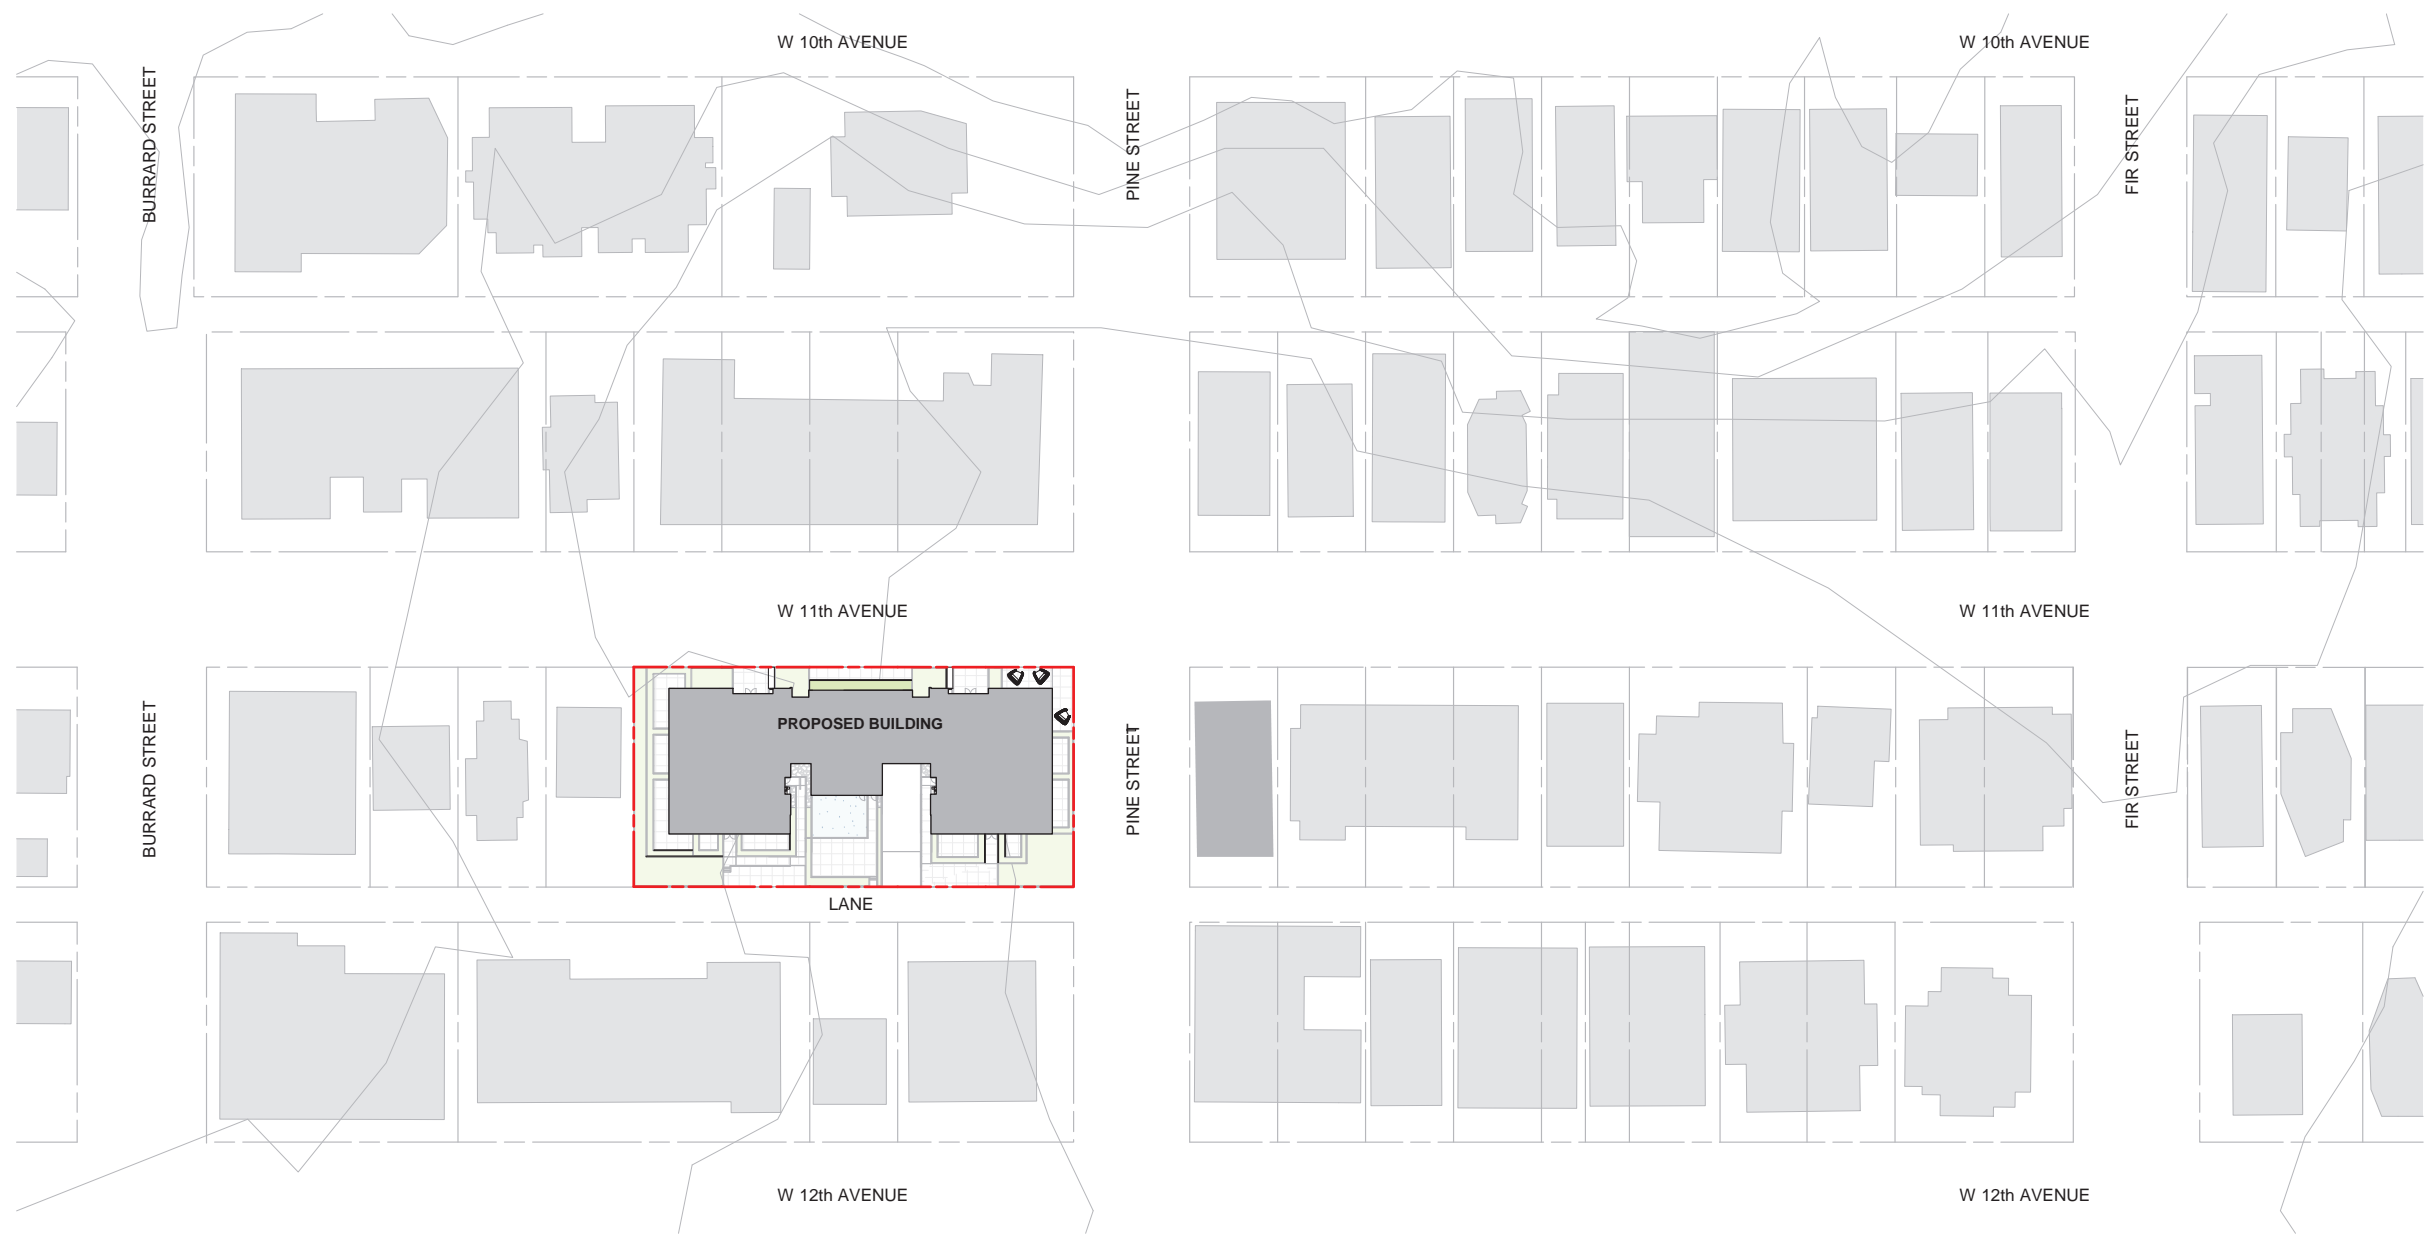 W 10th AVENUE
W 10th AVENUE
BURRARD STREET
PINE STREET
FIR STREET
W 11th AVENUE
W 11th AVENUE
PROPOSED BUILDING
BURRARD STREET
PINE STREET
FIR STREET
LANE
W 12th AVENUE
W 12th AVENUE